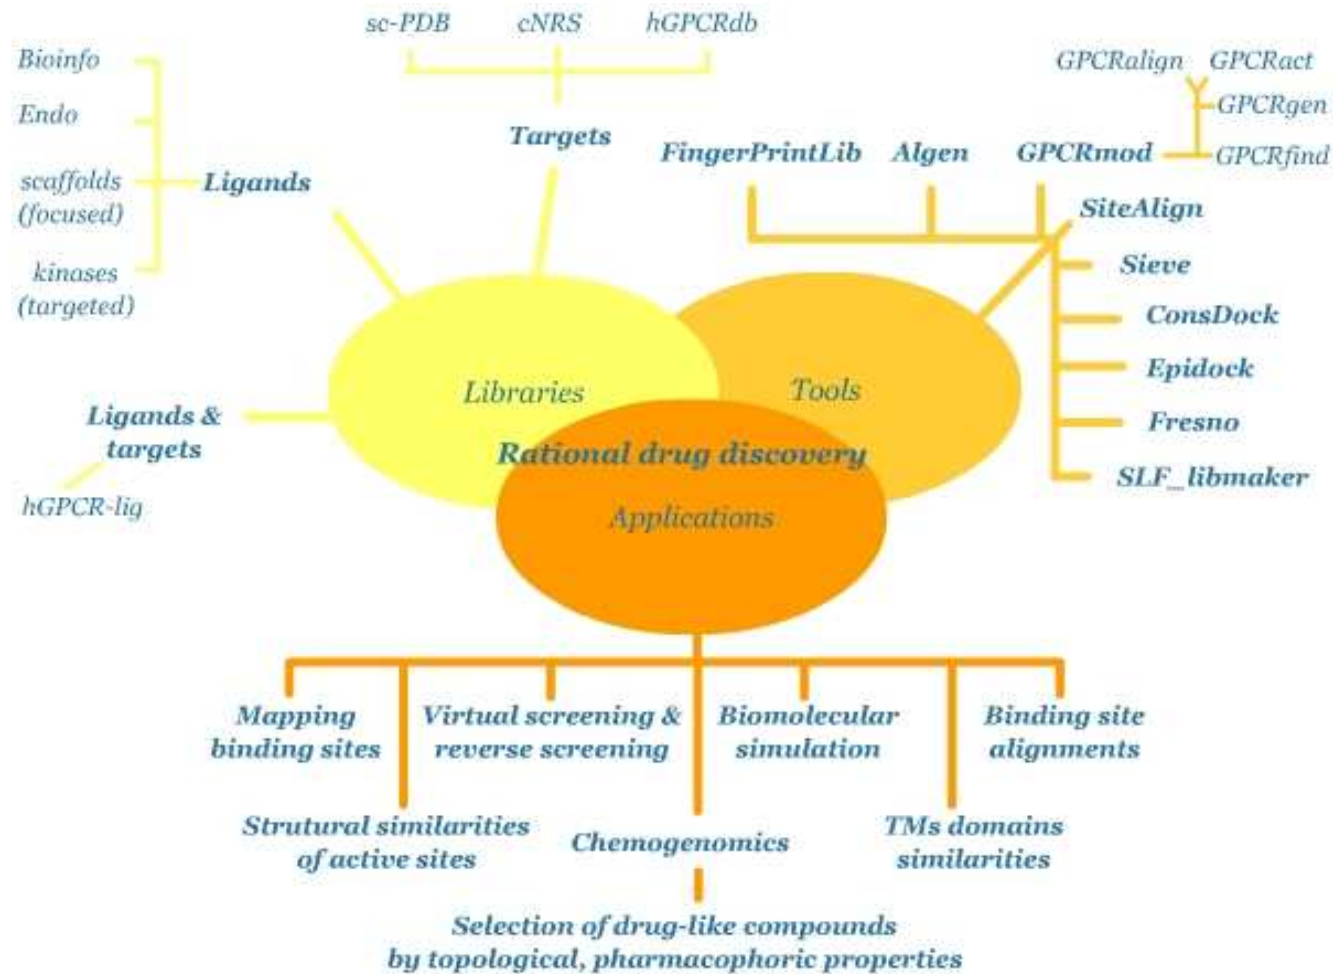 sc-PDB cNRS hGPCRdb
Bioinfo
Endo
scaffolds
(focused)
kinases
(targeted)
Ligands
Targets
GPCRalign GPCRact
GPCRgen
GPCRfind
FingerPrintLib Algen GPCRmod
SiteAlign
Sieve
ConsDock
Epidock
Fresno
SLF_libmaker
Ligands &
targets
hGPCR-lig
Libraries
Tools
Rational drug discovery
Applications
Mapping
binding sites
Virtual screening &
reverse screening
Biomolecular
simulation
Binding site
alignments
Strutural similarities
of active sites
Chemogenomics
TMs domains
similarities
Selection of drug-like compounds
by topological, pharmacophoric properties